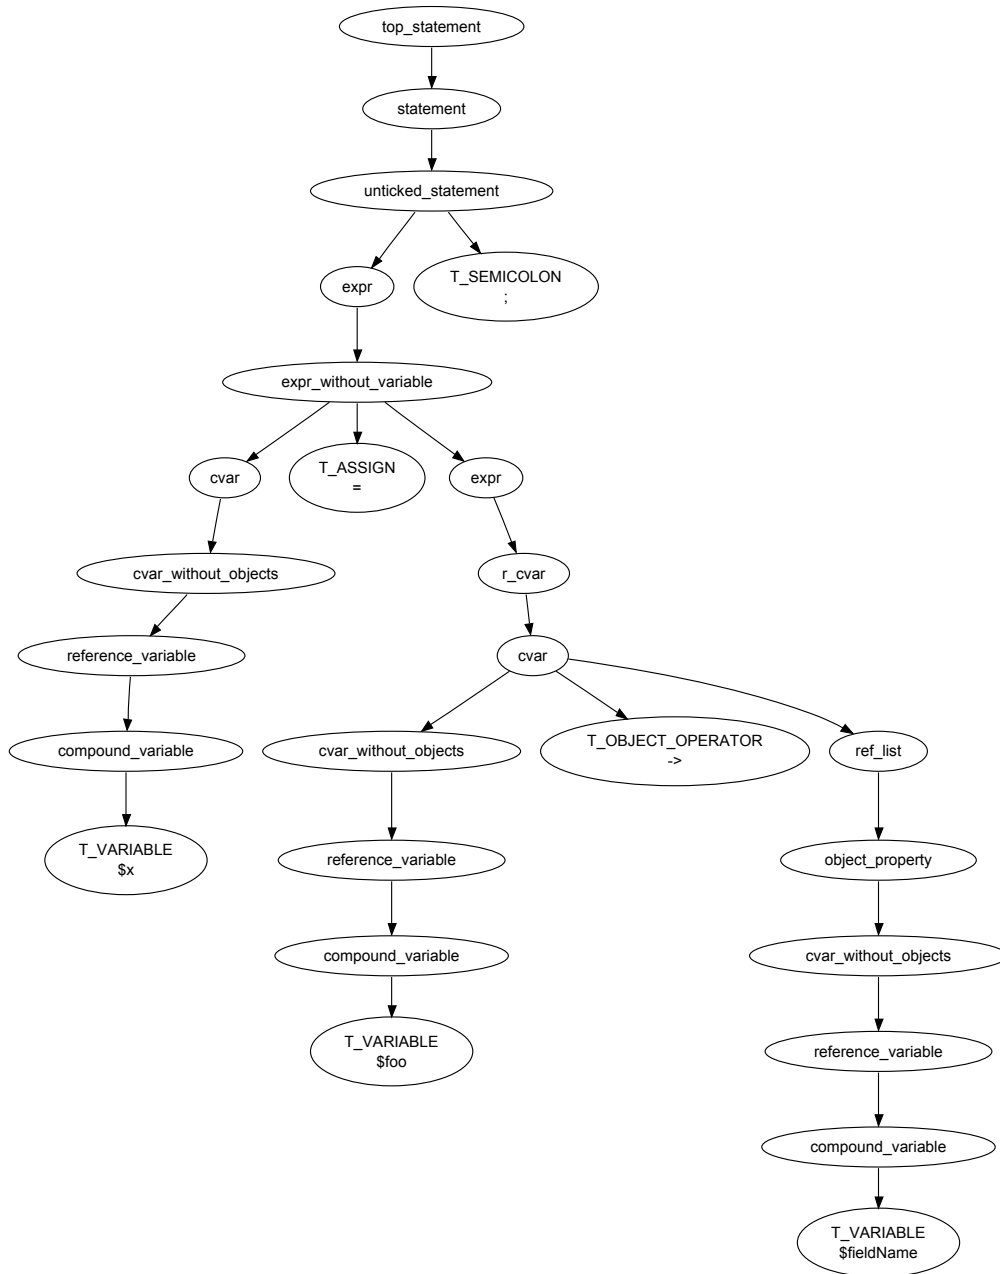 top_statement
statement
unticked_statement
expr
T_SEMICOLON
;
expr_without_variable
cvar
T_ASSIGN
=
expr
cvar_without_objects
r_cvar
reference_variable
cvar
compound_variable
cvar_without_objects
T_OBJECT_OPERATOR
->
ref_list
T_VARIABLE
$x
reference_variable
object_property
compound_variable
cvar_without_objects
T_VARIABLE
$foo
reference_variable
compound_variable
T_VARIABLE
$fieldName